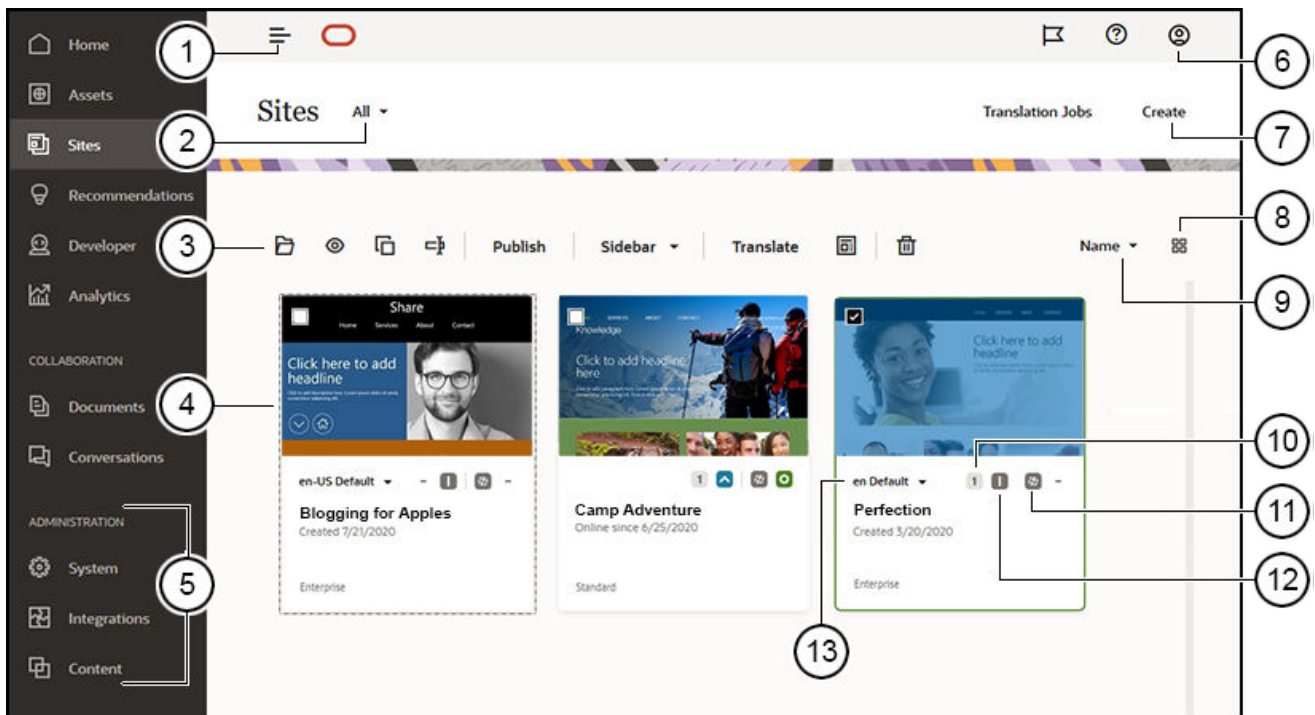 Home
Assets
Sites
Recommendations
Developer
Analytics
COLLABORATION
Documents
Conversations
ADMINISTRATION
System
Integrations
Content
1
2
3
4
5
Sites All
Translation Jobs Create
Publish Sidebar Translate
Name
Share
Home Services About Contact
Click here to add
headline
en-US Default - -
Blogging for Apples
Created 7/21/2020
Enterprise
SERVICES ABOUT CONTACT
Knowledge
Click to add headline
here
1
Camp Adventure
Online since 6/25/2020
Standard
Click here to add
headline
en Default 1 -
Perfection
Created 3/20/2020
Enterprise
6
7
8
9
10
11
12
13